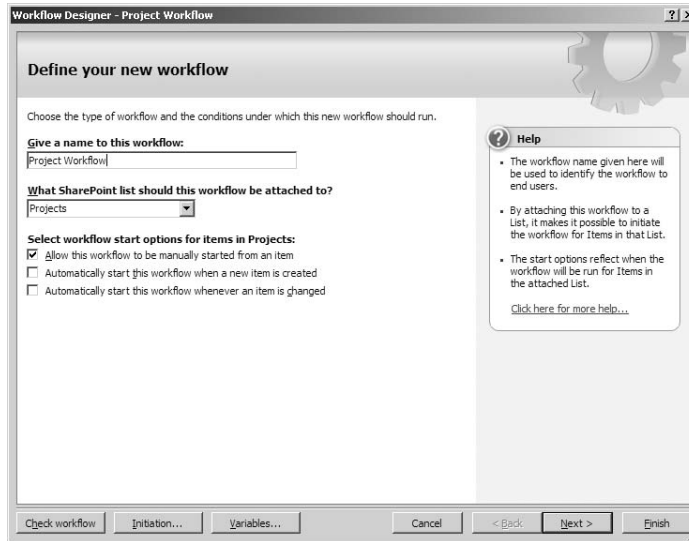 Workflow Designer - Project Workflow
Define your new workflow
Choose the type of workflow and the conditions under which this new workflow should run.
Give a name to this workflow:
Project Workflow
What SharePoint list should this workflow be attached to?
Projects
Select workflow start options for items in Projects:
Allow this workflow to be manually started from an item
Automatically start this workflow when a new item is created
Automatically start this workflow whenever an item is changed
Help
The workflow name given here will
be used to identify the workflow to
end users.
By attaching this workflow to a
List, it makes it possible to initiate
the workflow for Items in that List.
The start options reflect when the
workflow will be run for Items in
the attached List.
Click here for more help...
Check workflow Initiation... Variables... Cancel < Back Next > Finish